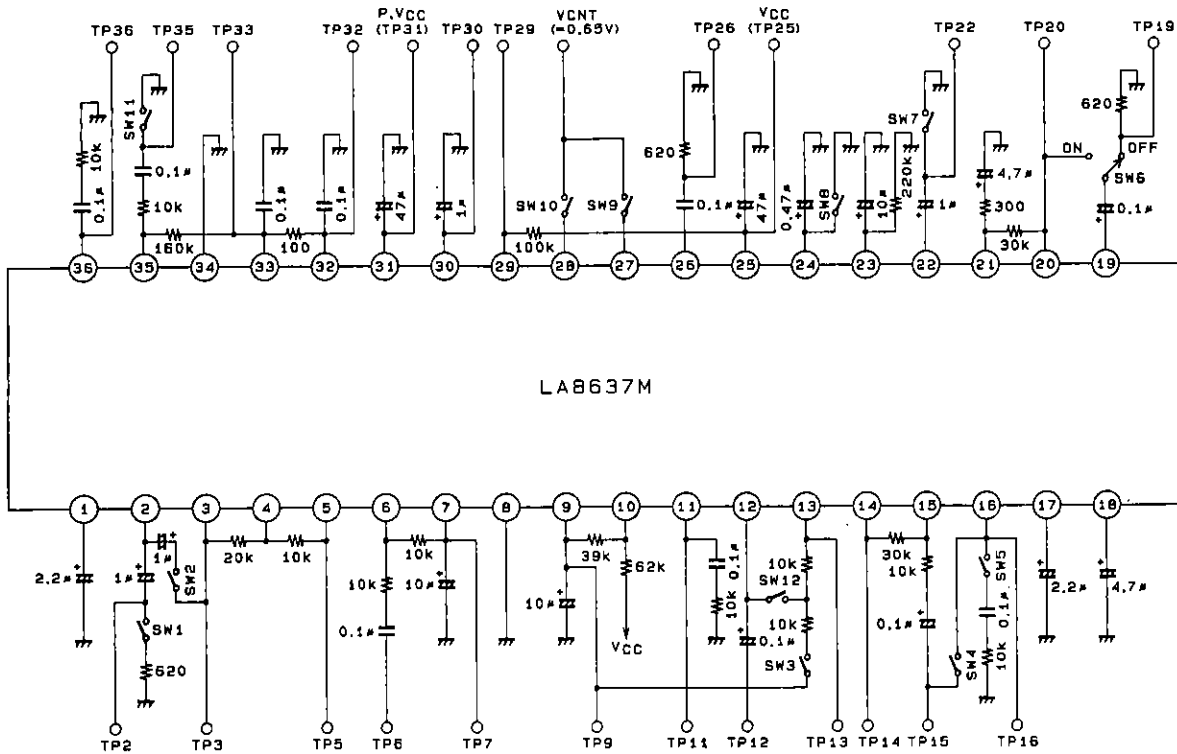 TP36
TP35
TP33
TP32
P.VCC
(TP31)
TP30
TP29
VCNT
(=0.65V)
TP26
VCC
(TP25)
TP22
TP20
TP19
SW11
10k
0.1μ
0.1μ
10k
160k
0.1μ
100
0.1μ
47μ
1μ
100k
SW10
SW9
620
0.1μ
47μ
0.47μ
SW8
10μ
220k
SW7
1μ
4.7μ
300
30k
ON
OFF
SW6
620
0.1μ
36
35
34
33
32
31
30
29
28
27
26
25
24
23
22
21
20
19
LA8637M
1
2
3
4
5
6
7
8
9
10
11
12
13
14
15
16
17
18
2.2μ
1μ
1μ
SW2
SW1
620
20k
10k
10k
10k
0.1μ
10μ
10μ
39k
62k
VCC
0.1μ
10k
SW12
0.1μ
10k
10k
SW3
30k
10k
0.1μ
SW4
SW5
0.1μ
10k
2.2μ
4.7μ
TP2
TP3
TP5
TP6
TP7
TP9
TP11
TP12
TP13
TP14
TP15
TP16